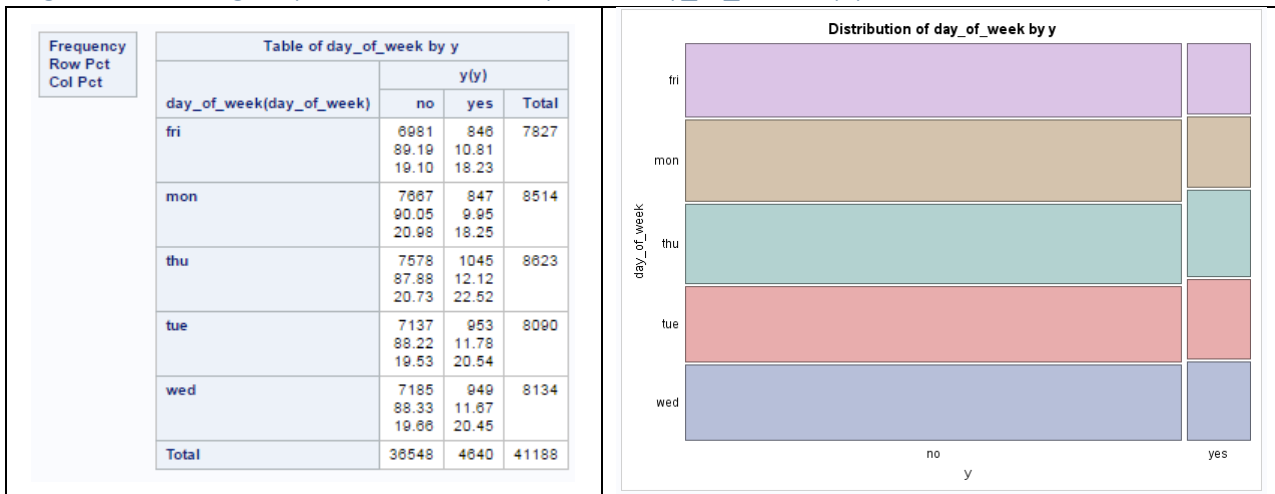 Frequency
Row Pct
Col Pct
Table of day_of_week by y
y(y)
day_of_week(day_of_week) no yes Total
fri 6981 846 7827
89.19 10.81
19.10 18.23
mon 7667 847 8514
90.05 9.95
20.98 18.25
thu 7578 1045 8623
87.88 12.12
20.73 22.52
tue 7137 953 8090
88.22 11.78
19.53 20.54
wed 7185 949 8134
88.33 11.67
19.66 20.45
Total 36548 4640 41188
Distribution of day_of_week by y
fri
mon
thu
tue
wed
day_of_week
no yes
y